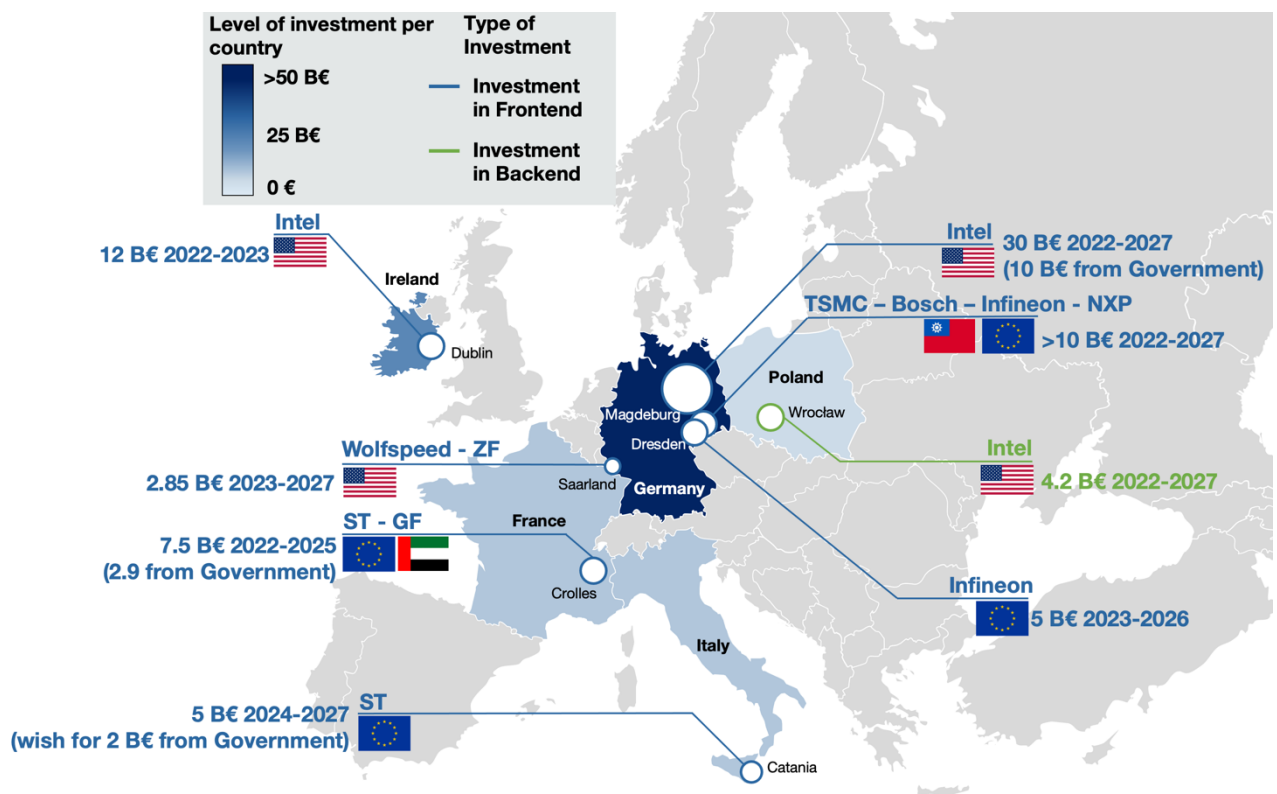 Level of investment per
country
>50 B€
25 B€
0 €
Type of
Investment
Investment
in Frontend
Investment
in Backend
Intel
12 B€ 2022-2023
Ireland
Dublin
Intel
30 B€ 2022-2027
(10 B€ from Government)
TSMC – Bosch – Infineon - NXP
>10 B€ 2022-2027
Poland
Wrocław
Magdeburg
Dresden
Intel
4.2 B€ 2022-2027
Wolfspeed - ZF
2.85 B€ 2023-2027
Saarland
Germany
ST - GF
7.5 B€ 2022-2025
(2.9 from Government)
France
Crolles
Infineon
5 B€ 2023-2026
Italy
ST
5 B€ 2024-2027
(wish for 2 B€ from Government)
Catania